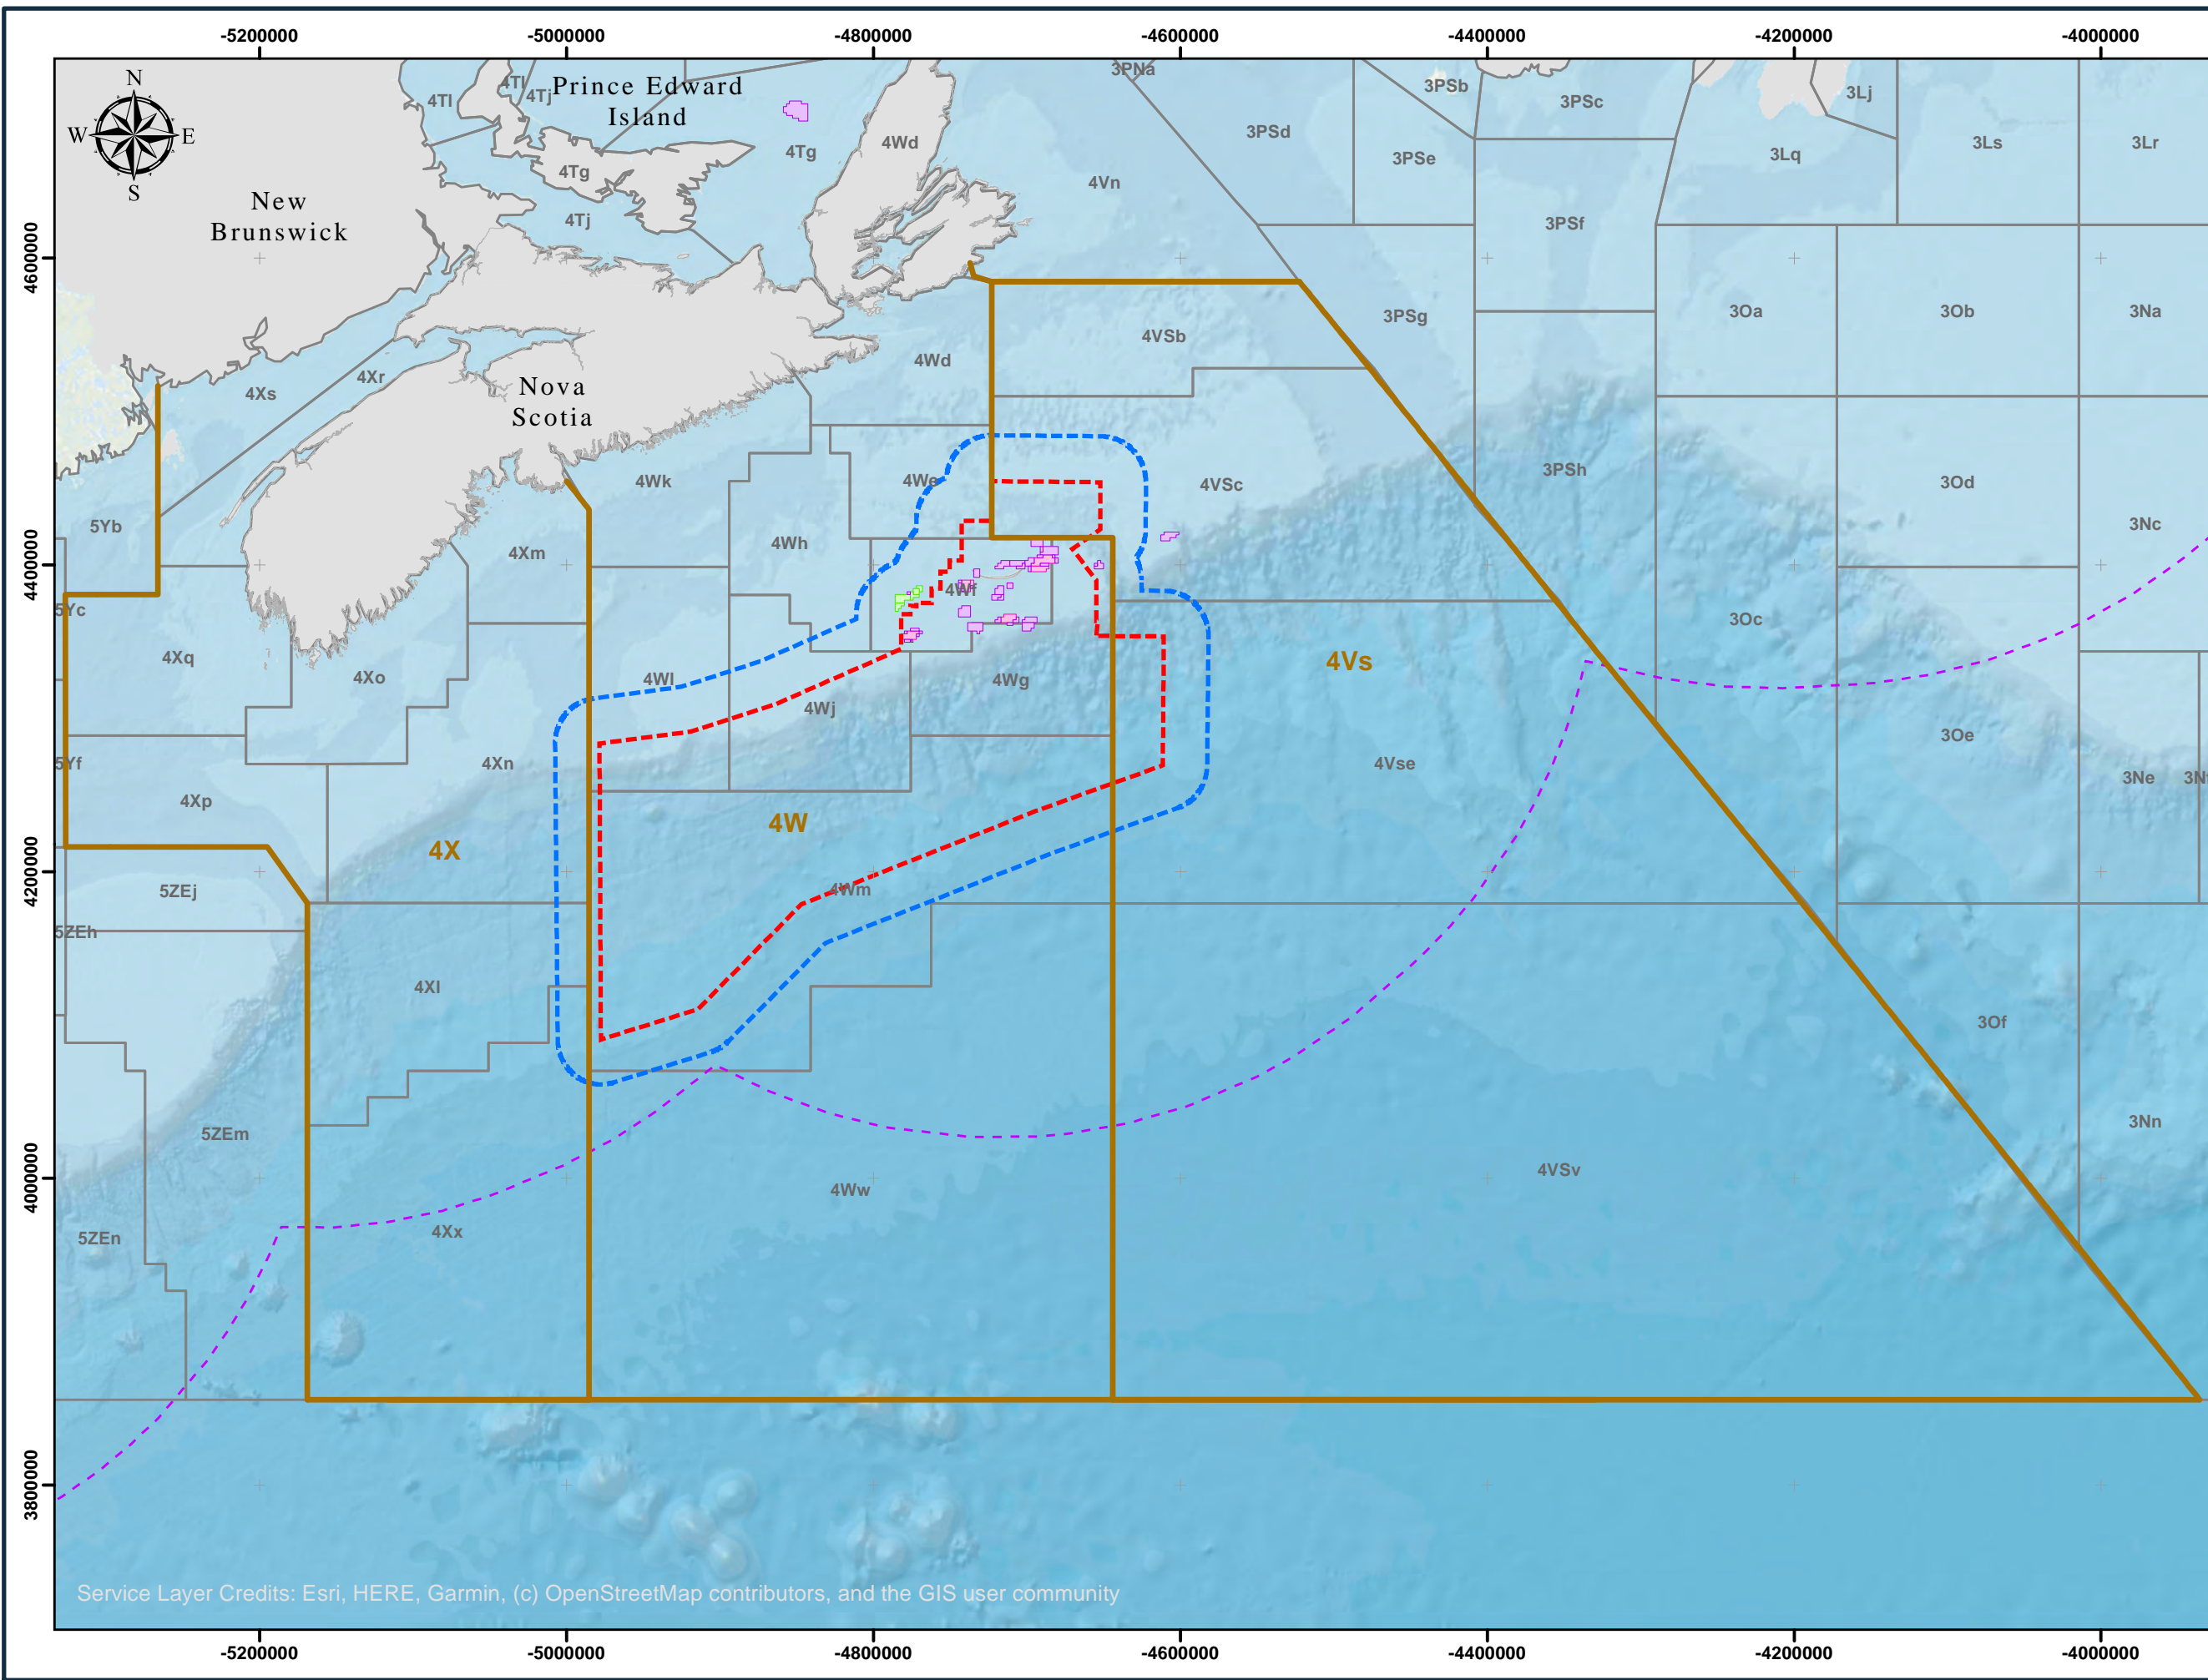 -5200000 -5000000 -4800000 -4600000 -4400000 -4200000 -4000000
N
W E
S
4Tl
4Tl
4Tj
Prince Edward
Island
4Tg
4Wd
3PNa
3PSd
3PSb
3PSc
3PSe
3Lj
3Lq
3Ls
3Lr
4Tg
4Tj
4Vn
3PSf
New
Brunswick
4600000
4Xs
4Xr
Nova
Scotia
4Wd
4VSb
3PSg
3Oa
3Ob
3Na
5Yb
4Xm
4Wk
4We
4Wh
4VSc
3PSh
3Od
3Nc
4400000
5Yc
4Xq
4Xo
4Wf
4Wl
4Wg
4Wj
4Vs
3Oc
5Yf
4Xp
4Xn
4Vse
3Oe
3Ne
4X
4W
4200000
5ZEj
5ZEh
4Xl
4Wm
3Of
5ZEm
3Nn
4000000
4Ww
4VSv
5ZEn
4Xx
3800000
Service Layer Credits: Esri, HERE, Garmin, (c) OpenStreetMap contributors, and the GIS user community
-5200000 -5000000 -4800000 -4600000 -4400000 -4200000 -4000000